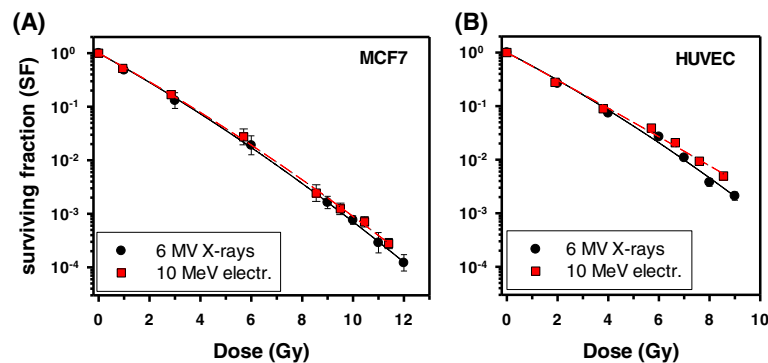 (A)
MCF7
surviving fraction (SF)
10⁰
10⁻¹
10⁻²
10⁻³
10⁻⁴
6 MV X-rays
10 MeV electr.
0 2 4 6 8 10 12
Dose (Gy)
(B)
HUVEC
10⁰
10⁻¹
10⁻²
10⁻³
10⁻⁴
6 MV X-rays
10 MeV electr.
0 2 4 6 8 10
Dose (Gy)